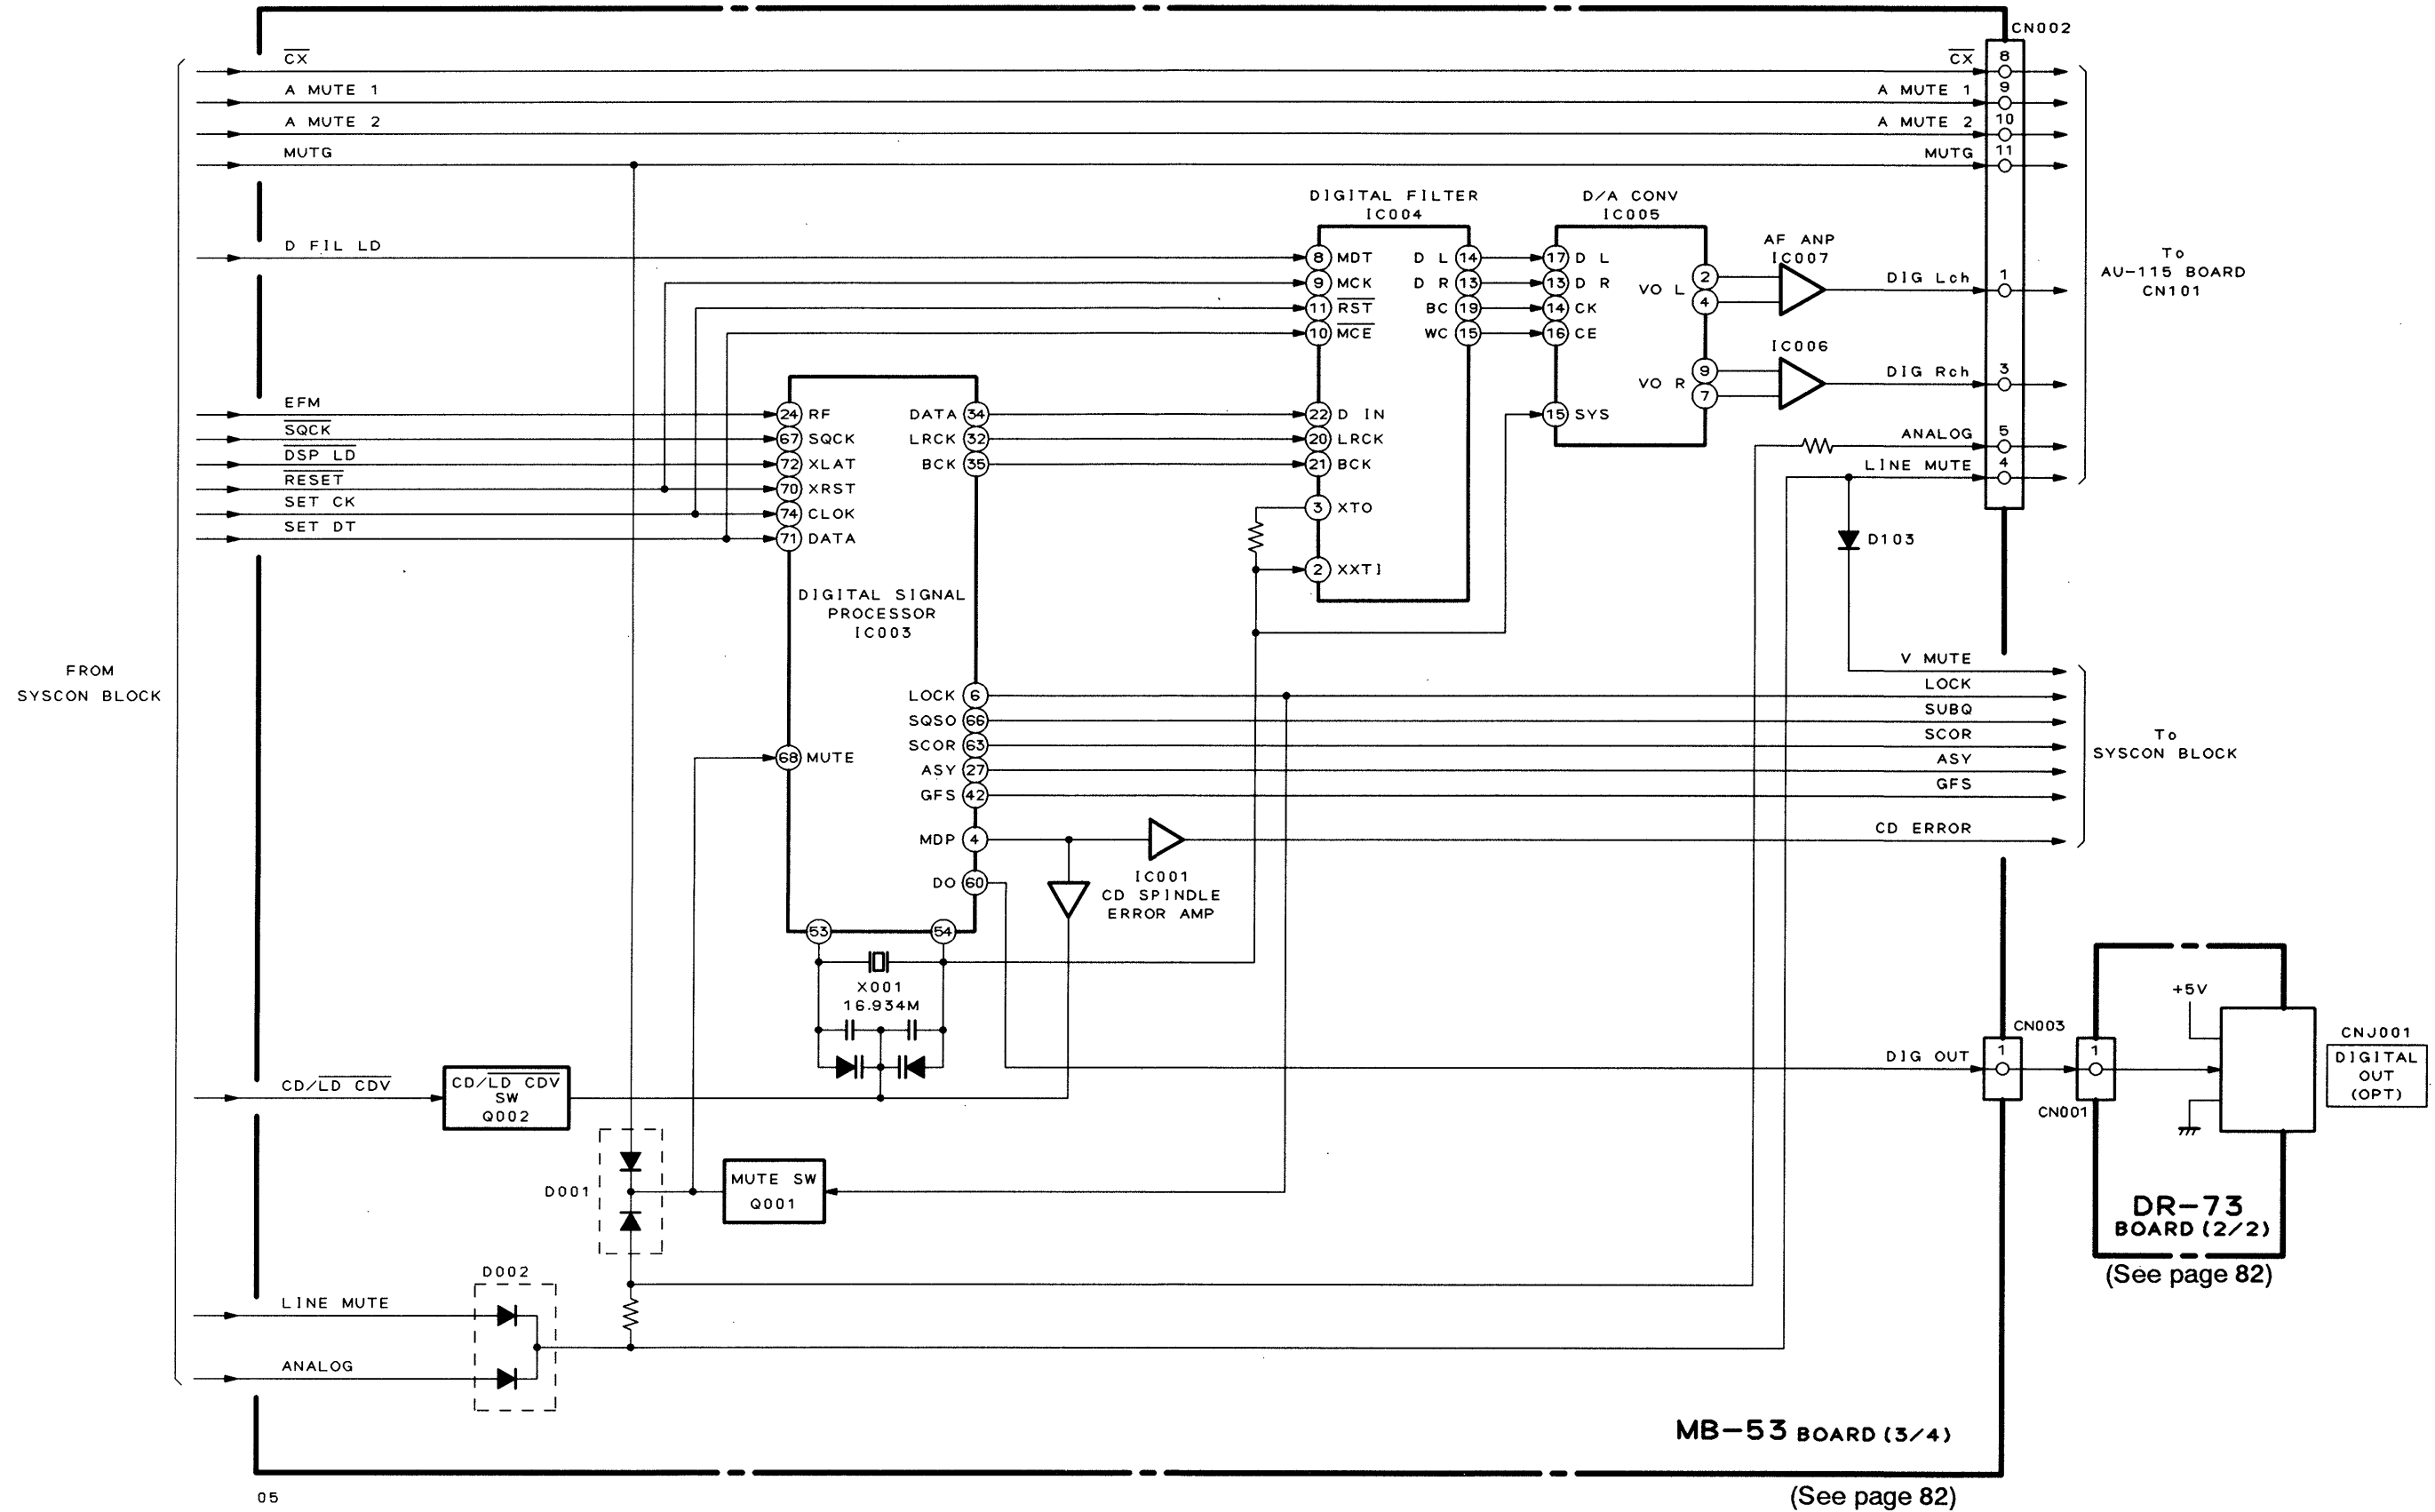 CN002
CX
CX
8
A MUTE 1
A MUTE 1
9
A MUTE 2
A MUTE 2
10
MUTG
MUTG
11
DIGITAL FILTER
IC004
D/A CONV
IC005
D FIL LD
8 MDT
D L 14
17 D L
9 MCK
D R 13
13 D R
11 RST
BC 19
14 CK
10 MCE
WC 15
16 CE
VO L
2
4
AF ANP
IC007
DIG Lch
1
To
AU-115 BOARD
CN101
VO R
9
7
IC006
DIG Rch
3
15 SYS
ANALOG
5
LINE MUTE
4
EFM
24 RF
DATA 34
22 D IN
SQCK
67 SQCK
LRCK 32
20 LRCK
DSP LD
72 XLAT
BCK 35
21 BCK
RESET
70 XRST
SET CK
74 CLOK
SET DT
71 DATA
3 XTO
2 XXTI
D103
DIGITAL SIGNAL
PROCESSOR
IC003
FROM
SYSCON BLOCK
V MUTE
LOCK 6
LOCK
SQSO 66
SUBQ
SCOR 63
SCOR
ASY 27
ASY
GFS 42
GFS
68 MUTE
To
SYSCON BLOCK
MDP 4
CD ERROR
DO 60
IC001
CD SPINDLE
ERROR AMP
53
54
X001
16.934M
+5V
CN003
1
1
CN001
DIG OUT
CNJ001
DIGITAL
OUT
(OPT)
CD/LD CDV
CD/LD CDV
SW
Q002
D001
MUTE SW
Q001
DR-73
BOARD (2/2)
(See page 82)
D002
LINE MUTE
ANALOG
MB-53 BOARD (3/4)
05
(See page 82)